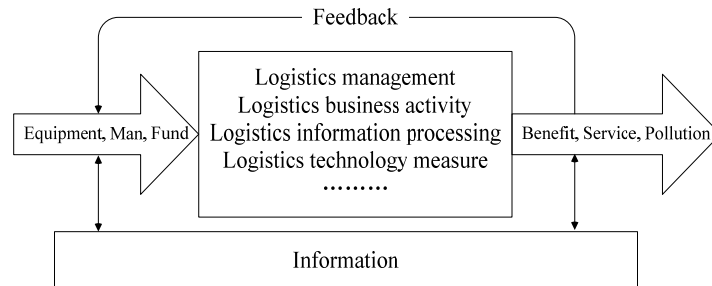 Feedback
Logistics management
Logistics business activity
Equipment, Man, Fund
Logistics information processing
Benefit, Service, Pollution
Logistics technology measure
………
Information